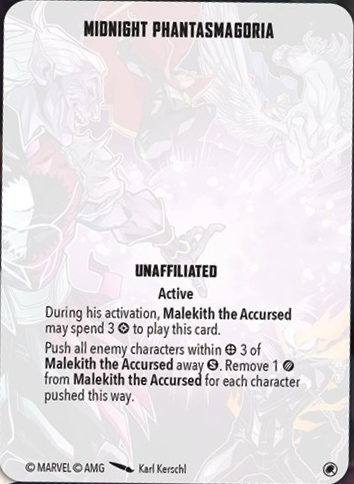 MIDNIGHT PHANTASMAGORIA
UNAFFILIATED
Active
During his activation, Malekith the Accursed
may spend 3 to play this card.
Push all enemy characters within 3 of
Malekith the Accursed away S. Remove 1
from Malekith the Accursed for each character
pushed this way.
© MARVEL © AMG Karl Kerschl